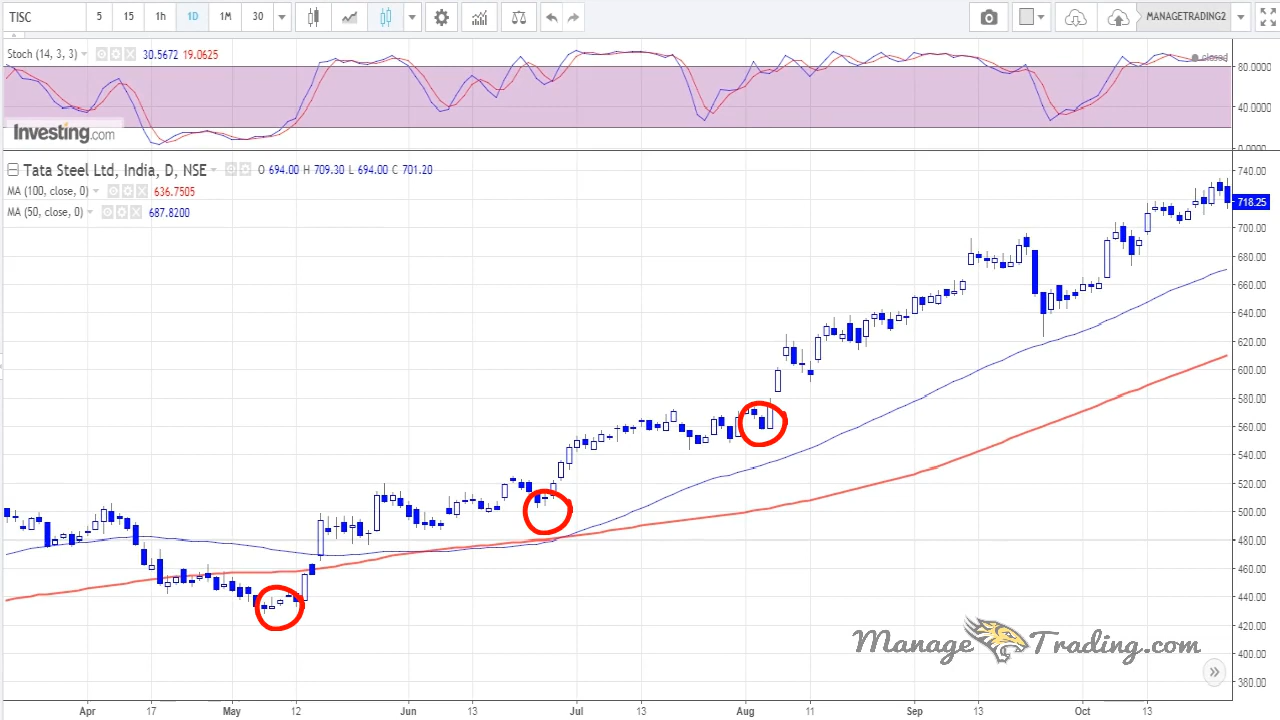 TISC 5 15 1h 1D 1M 30 MANAGETRADING2
Stoch (14, 3, 3) 30.5672 19.0625
closed
80.0000
40.0000
0.0000
Investing.com
Tata Steel Ltd, India, D, NSE O 694.00 H 709.30 L 694.00 C 701.20
MA (100, close, 0) 636.7505
MA (50, close, 0) 687.8200
740.00
718.25
700.00
680.00
660.00
640.00
620.00
600.00
580.00
560.00
540.00
520.00
500.00
480.00
460.00
440.00
420.00
400.00
380.00
ManageTrading.com
Apr 17 May 12 Jun 13 Jul 13 Aug 11 Sep 13 Oct 13